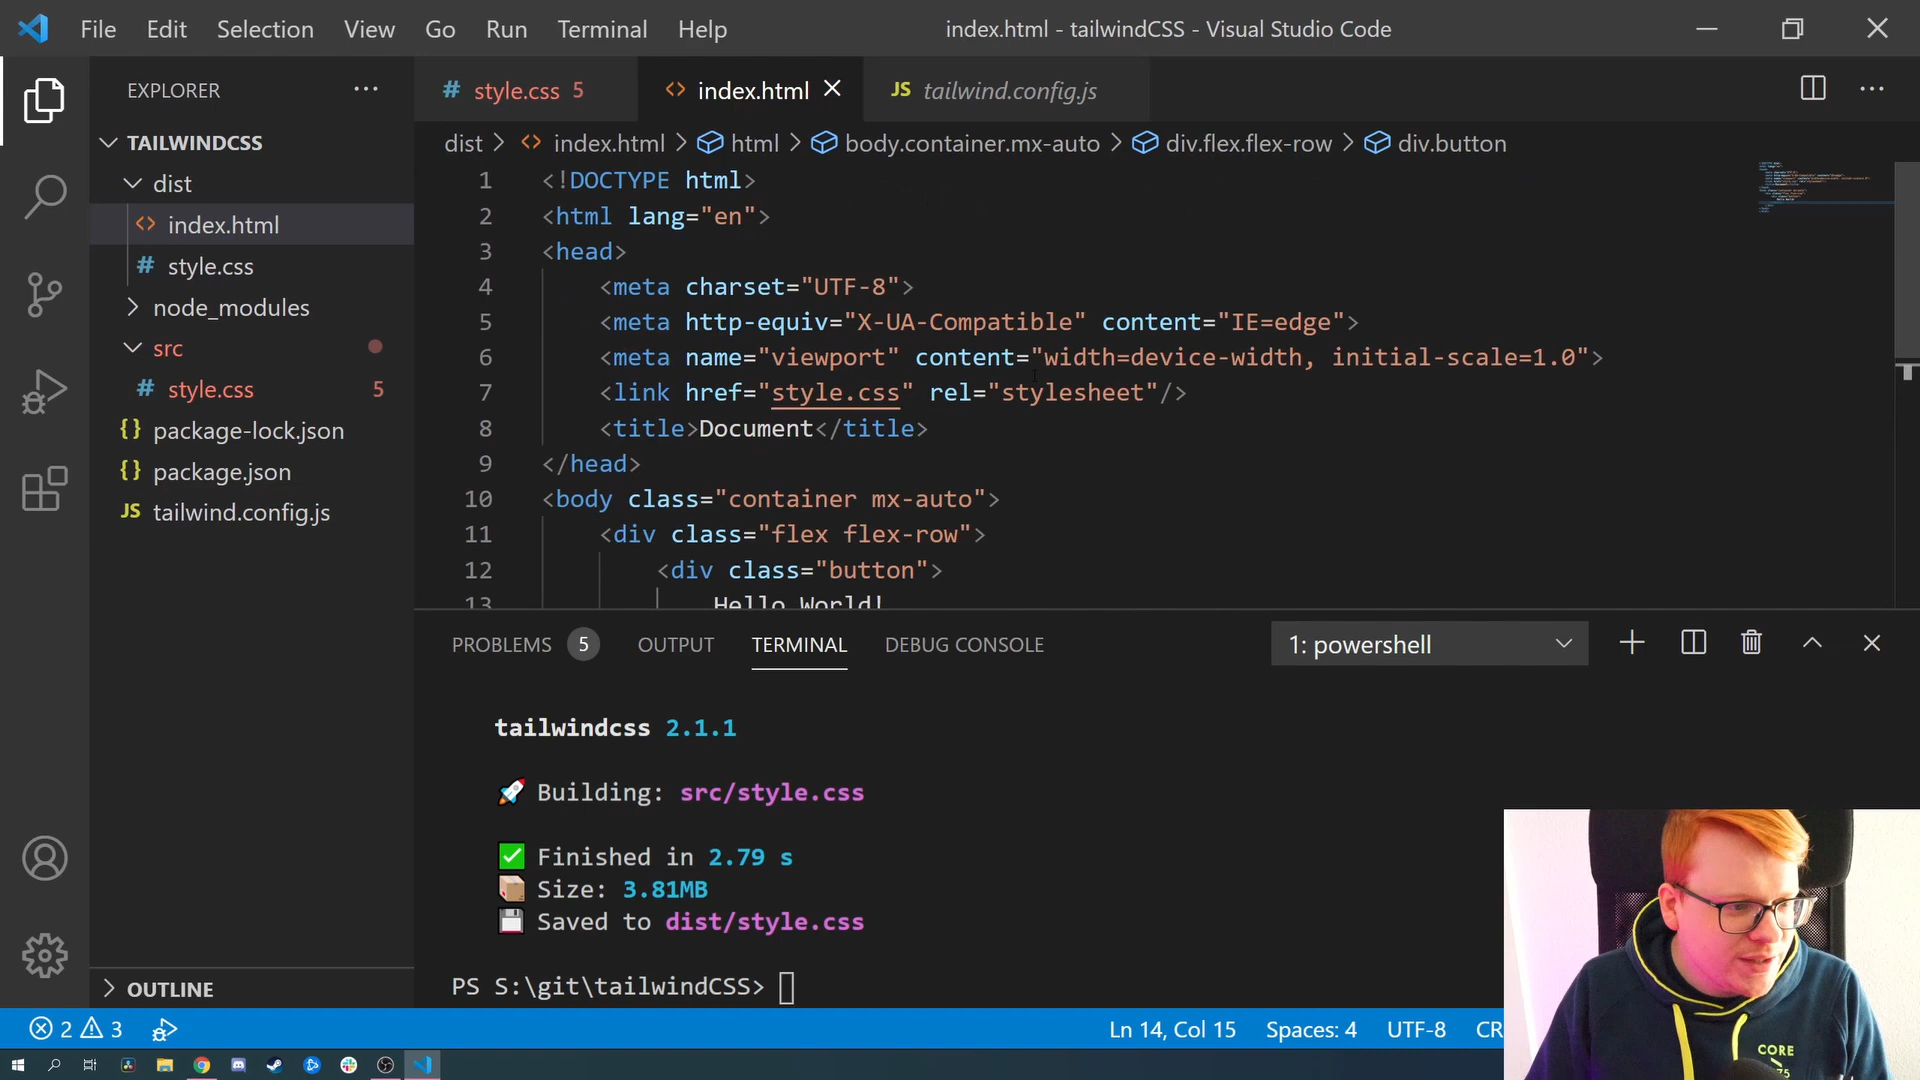 File Edit Selection View Go Run Terminal Help
index.html - tailwindCSS - Visual Studio Code
EXPLORER
TAILWINDCSS
dist
index.html
style.css
node_modules
src
style.css 5
package-lock.json
package.json
tailwind.config.js
OUTLINE
style.css 5
index.html
tailwind.config.js
dist > index.html > html > body.container.mx-auto > div.flex.flex-row > div.button
1 <!DOCTYPE html>
2 <html lang="en">
3 <head>
4 <meta charset="UTF-8">
5 <meta http-equiv="X-UA-Compatible" content="IE=edge">
6 <meta name="viewport" content="width=device-width, initial-scale=1.0">
7 <link href="style.css" rel="stylesheet"/>
8 <title>Document</title>
9 </head>
10 <body class="container mx-auto">
11 <div class="flex flex-row">
12 <div class="button">
13 Hello World!
PROBLEMS 5 OUTPUT TERMINAL DEBUG CONSOLE
1: powershell
tailwindcss 2.1.1
Building: src/style.css
Finished in 2.79 s
Size: 3.81MB
Saved to dist/style.css
PS S:\git\tailwindCSS>
2 3
Ln 14, Col 15 Spaces: 4 UTF-8 CR
CORE
75